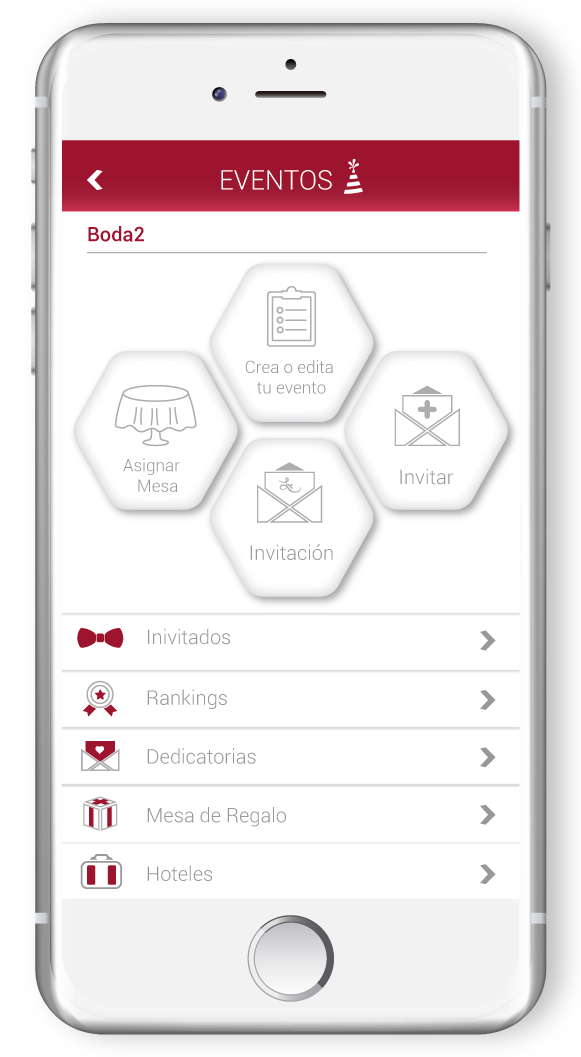 EVENTOS
Boda2
Crea o edita
tu evento
Asignar
Mesa
Invitar
Invitación
Inivitados
Rankings
Dedicatorias
Mesa de Regalo
Hoteles